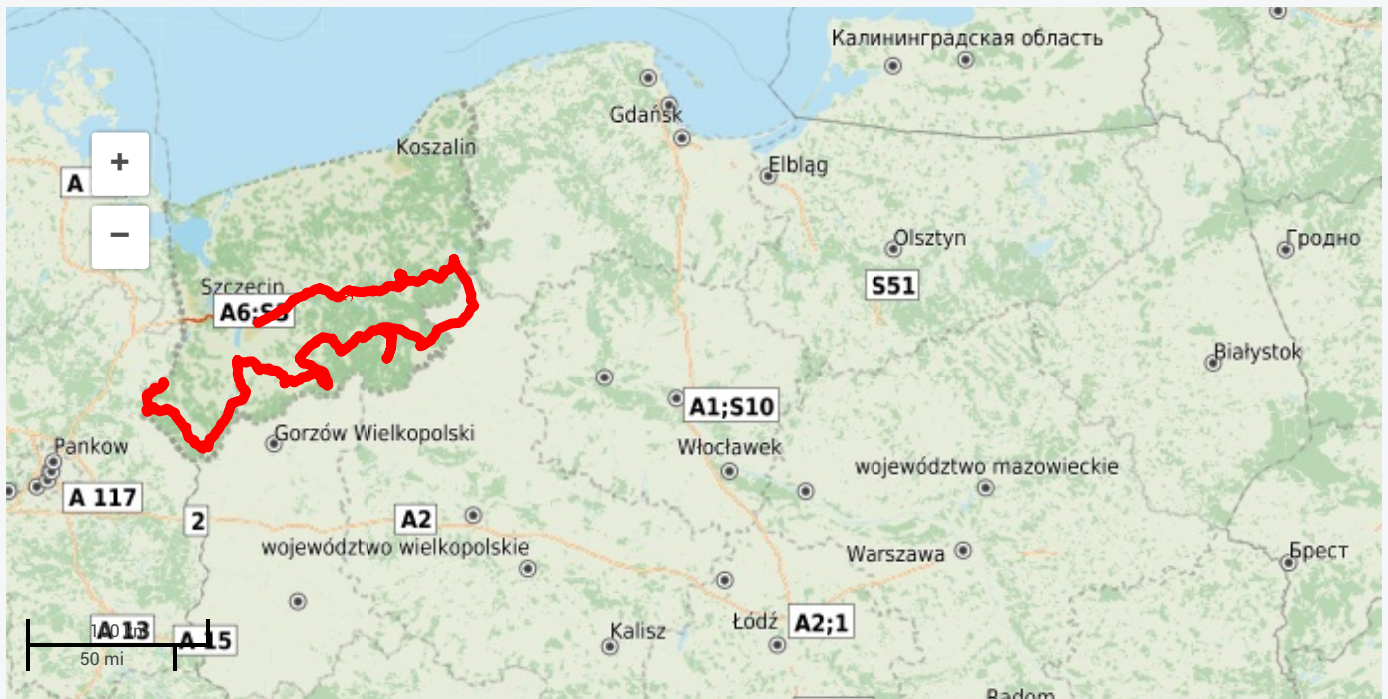 Калининградская область
Gdańsk
Koszalin
Elbląg
A
+
−
Olsztyn
Гродно
Szczecin
S51
A6;S3
Białystok
A1;S10
Gorzów Wielkopolski
Pankow
Włocławek
województwo mazowieckie
A 117
2
A2
województwo wielkopolskie
Warszawa
Брест
A 13
A 15
50 mi
Kalisz
Łódź
A2;1
Radom